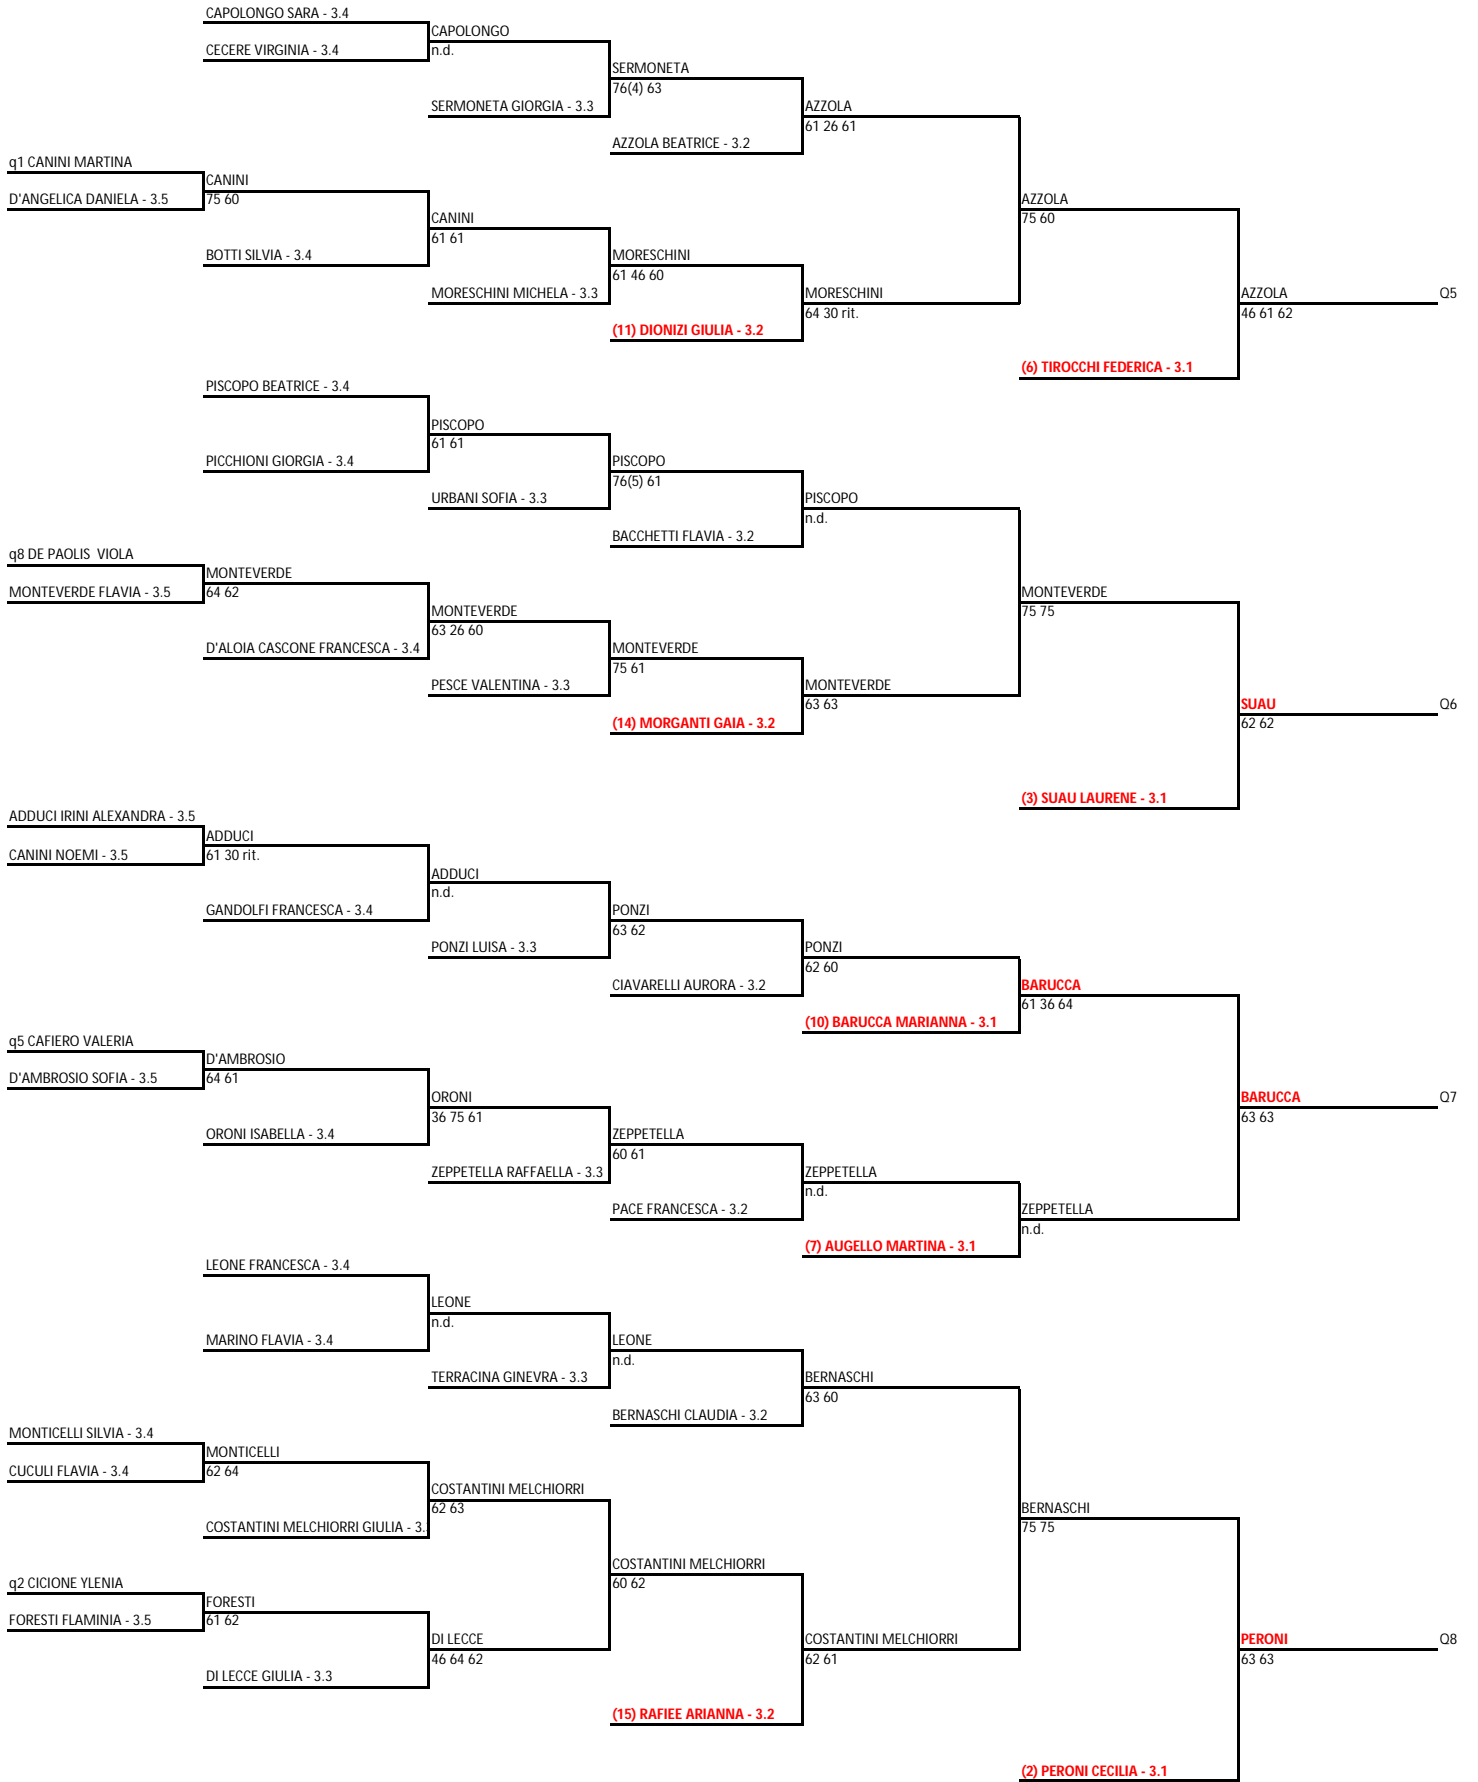 CAPOLONGO SARA - 3.4
CAPOLONGO
CECERE VIRGINIA - 3.4
n.d.
SERMONETA
76(4) 63
SERMONETA GIORGIA - 3.3
AZZOLA
61 26 61
AZZOLA BEATRICE - 3.2
q1 CANINI MARTINA
CANINI
D'ANGELICA DANIELA - 3.5
75 60
AZZOLA
75 60
CANINI
61 61
BOTTI SILVIA - 3.4
MORESCHINI
61 46 60
MORESCHINI MICHELA - 3.3
MORESCHINI
64 30 rit.
AZZOLA
Q5
46 61 62
(11) DIONIZI GIULIA - 3.2
(6) TIROCCHI FEDERICA - 3.1
PISCOPO BEATRICE - 3.4
PISCOPO
61 61
PICCHIONI GIORGIA - 3.4
PISCOPO
76(5) 61
URBANI SOFIA - 3.3
PISCOPO
n.d.
BACCHETTI FLAVIA - 3.2
q8 DE PAOLIS  VIOLA
MONTEVERDE
MONTEVERDE FLAVIA - 3.5
64 62
MONTEVERDE
75 75
MONTEVERDE
63 26 60
D'ALOIA CASCONE FRANCESCA - 3.4
MONTEVERDE
75 61
PESCE VALENTINA - 3.3
MONTEVERDE
63 63
SUAU
Q6
62 62
(14) MORGANTI GAIA - 3.2
(3) SUAU LAURENE - 3.1
ADDUCI IRINI ALEXANDRA - 3.5
ADDUCI
CANINI NOEMI - 3.5
61 30 rit.
ADDUCI
n.d.
GANDOLFI FRANCESCA - 3.4
PONZI
63 62
PONZI LUISA - 3.3
PONZI
62 60
CIAVARELLI AURORA - 3.2
BARUCCA
61 36 64
(10) BARUCCA MARIANNA - 3.1
q5 CAFIERO VALERIA
D'AMBROSIO
D'AMBROSIO SOFIA - 3.5
64 61
ORONI
36 75 61
BARUCCA
Q7
63 63
ORONI ISABELLA - 3.4
ZEPPETELLA
60 61
ZEPPETELLA RAFFAELLA - 3.3
ZEPPETELLA
n.d.
PACE FRANCESCA - 3.2
ZEPPETELLA
n.d.
(7) AUGELLO MARTINA - 3.1
LEONE FRANCESCA - 3.4
LEONE
n.d.
MARINO FLAVIA - 3.4
LEONE
n.d.
TERRACINA GINEVRA - 3.3
BERNASCHI
63 60
BERNASCHI CLAUDIA - 3.2
MONTICELLI SILVIA - 3.4
MONTICELLI
CUCULI FLAVIA - 3.4
62 64
COSTANTINI MELCHIORRI
62 63
COSTANTINI MELCHIORRI GIULIA - 3.
BERNASCHI
75 75
COSTANTINI MELCHIORRI
60 62
q2 CICIONE YLENIA
FORESTI
FORESTI FLAMINIA - 3.5
61 62
DI LECCE
46 64 62
COSTANTINI MELCHIORRI
62 61
PERONI
Q8
63 63
DI LECCE GIULIA - 3.3
(15) RAFIEE ARIANNA - 3.2
(2) PERONI CECILIA - 3.1